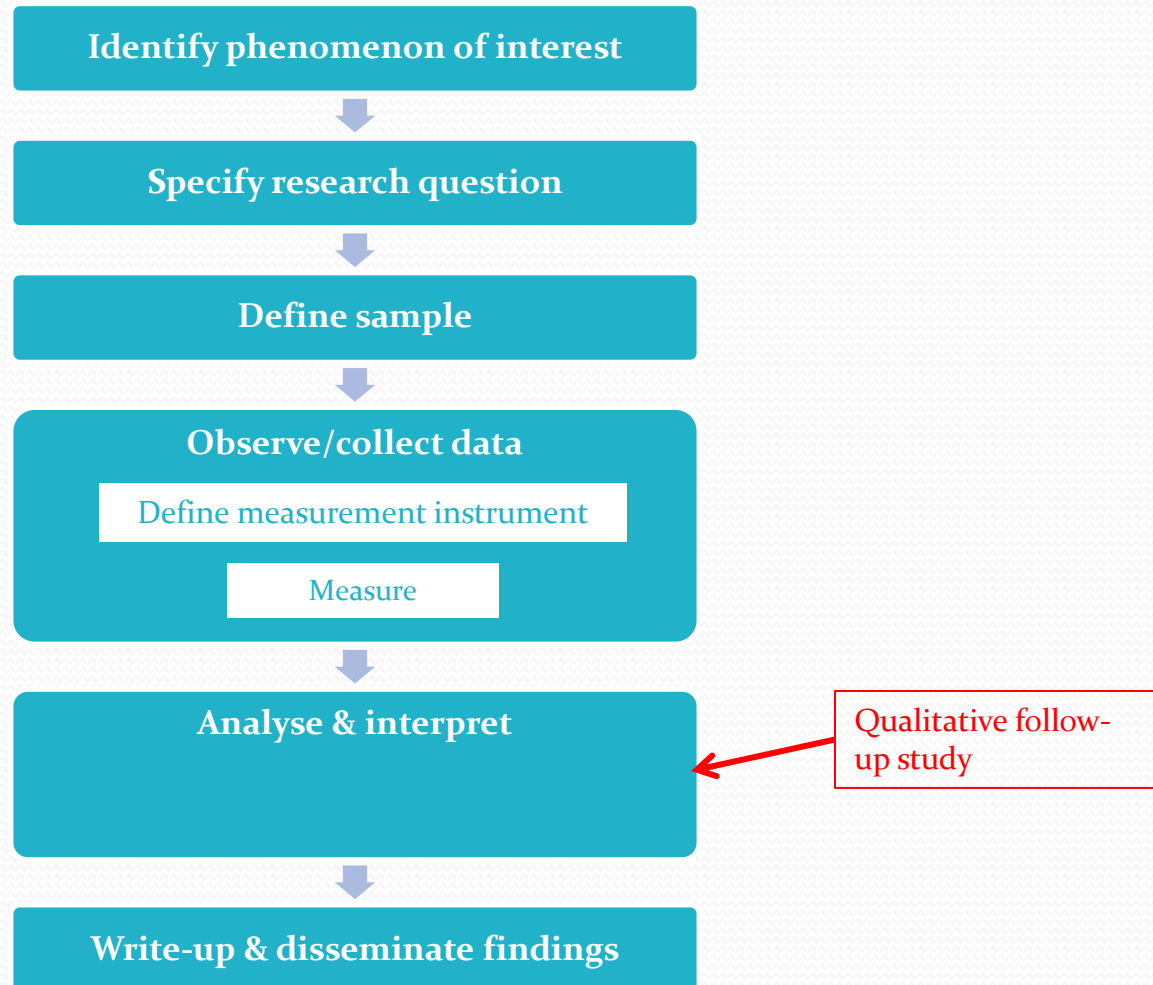 Identify phenomenon of interest
Specify research question
Define sample
Observe/collect data
Define measurement instrument
Measure
Analyse & interpret
Qualitative follow-
up study
Write-up & disseminate findings